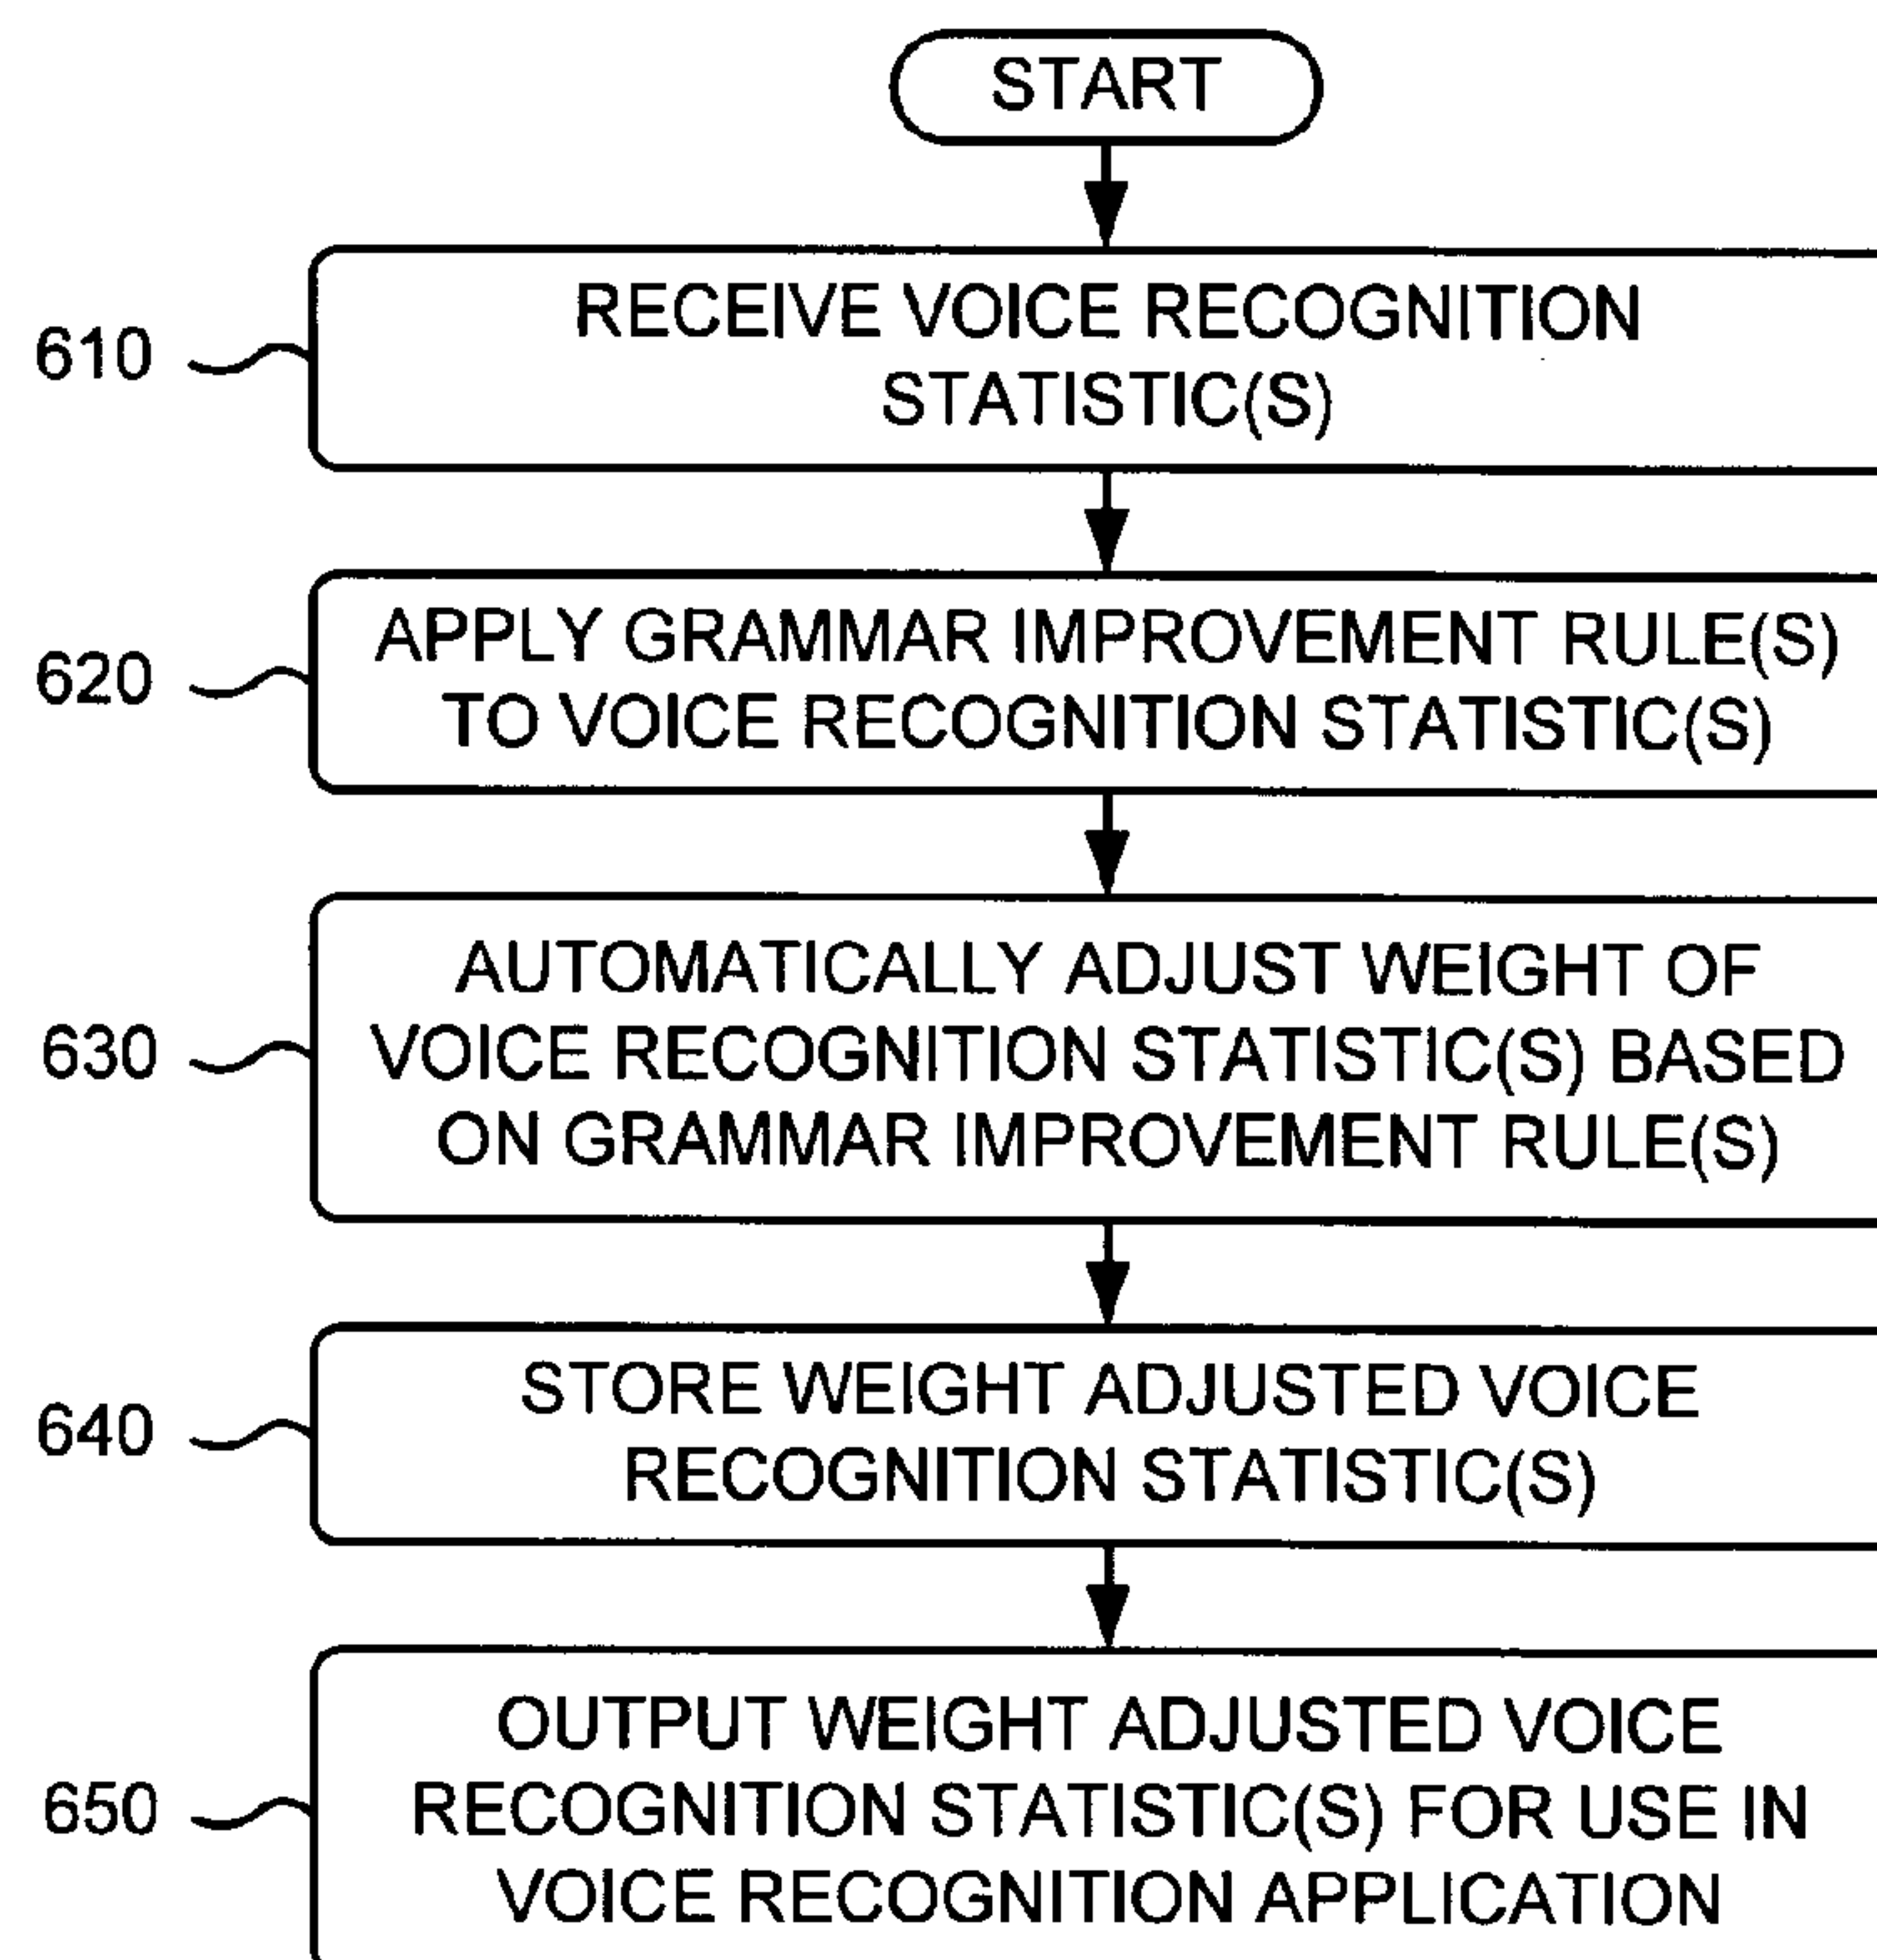 START
610
RECEIVE VOICE RECOGNITION
STATISTIC(S)
620
APPLY GRAMMAR IMPROVEMENT RULE(S)
TO VOICE RECOGNITION STATISTIC(S)
630
AUTOMATICALLY ADJUST WEIGHT OF
VOICE RECOGNITION STATISTIC(S) BASED
ON GRAMMAR IMPROVEMENT RULE(S)
640
STORE WEIGHT ADJUSTED VOICE
RECOGNITION STATISTIC(S)
650
OUTPUT WEIGHT ADJUSTED VOICE
RECOGNITION STATISTIC(S) FOR USE IN
VOICE RECOGNITION APPLICATION